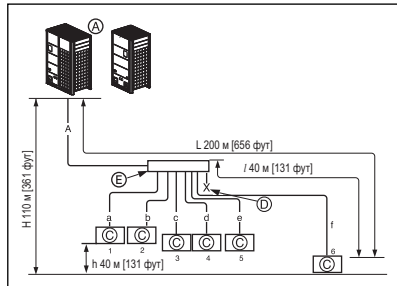 A
A
L 200 м [656 фут]
l 40 м [131 фут]
H 110 м [361 фут]
E
X
D
a b c d e f
C C C C C C
1 2 3 4 5 6
h 40 м [131 фут]